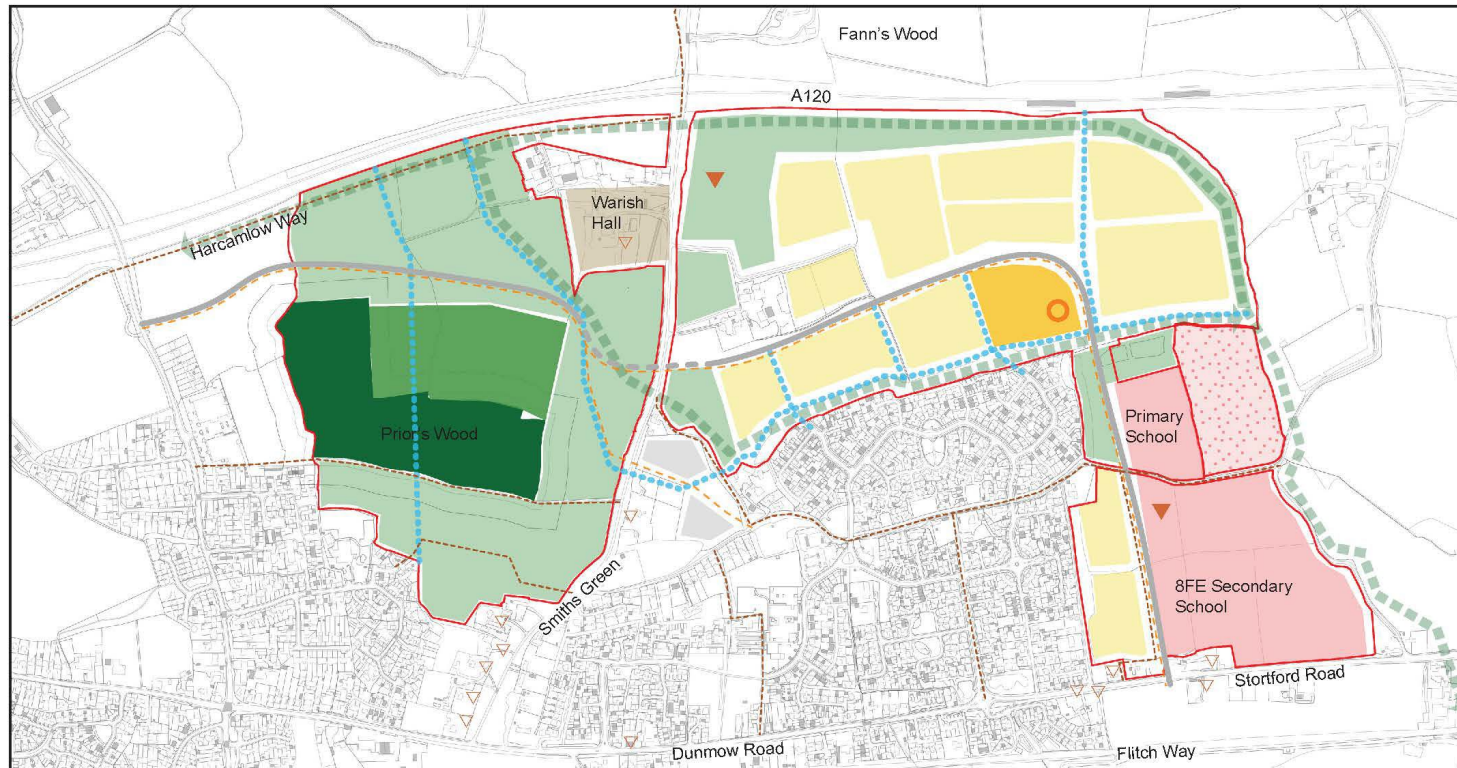 Fann's Wood
A120
Harcamlow Way
Warish
Hall
Prior's Wood
Primary
School
8FE Secondary
School
Smiths Green
Stortford Road
Dunmow Road
Flitch Way